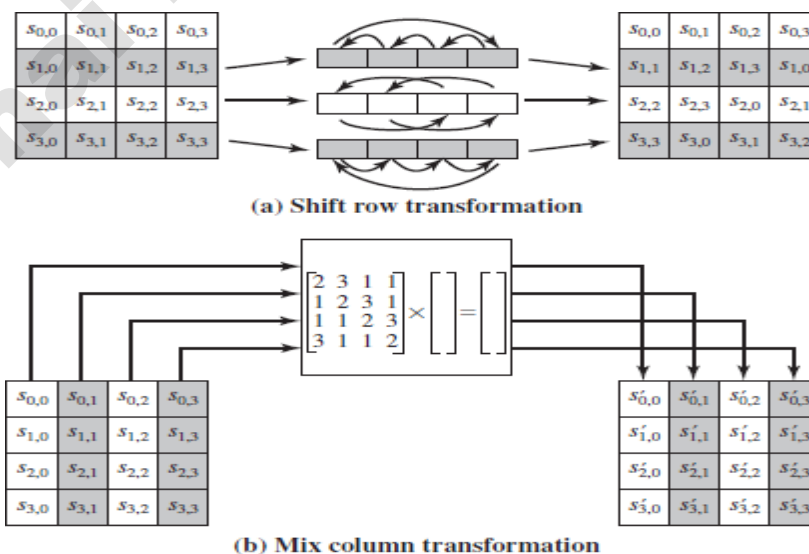 s0,0 s0,1 s0,2 s0,3 s0,0 s0,1 s0,2 s0,3
s1,0 s1,1 s1,2 s1,3 s1,1 s1,2 s1,3 s1,0
s2,0 s2,1 s2,2 s2,3 s2,2 s2,3 s2,0 s2,1
s3,0 s3,1 s3,2 s3,3 s3,3 s3,0 s3,1 s3,2
(a) Shift row transformation
2 3 1 1
1 2 3 1
1 1 2 3
3 1 1 2
× =
s0,0 s0,1 s0,2 s0,3 s′0,0 s′0,1 s′0,2 s′0,3
s1,0 s1,1 s1,2 s1,3 s′1,0 s′1,1 s′1,2 s′1,3
s2,0 s2,1 s2,2 s2,3 s′2,0 s′2,1 s′2,2 s′2,3
s3,0 s3,1 s3,2 s3,3 s′3,0 s′3,1 s′3,2 s′3,3
(b) Mix column transformation